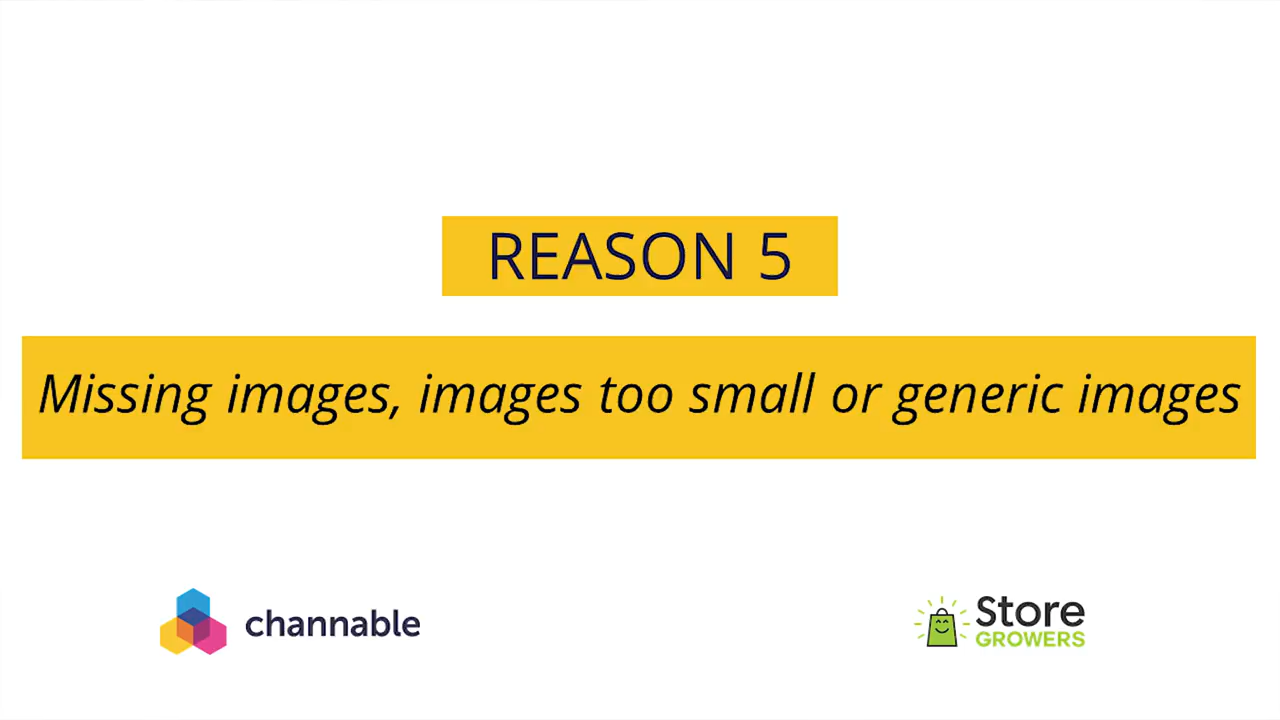 REASON 5
Missing images, images too small or generic images
channable
Store
GROWERS